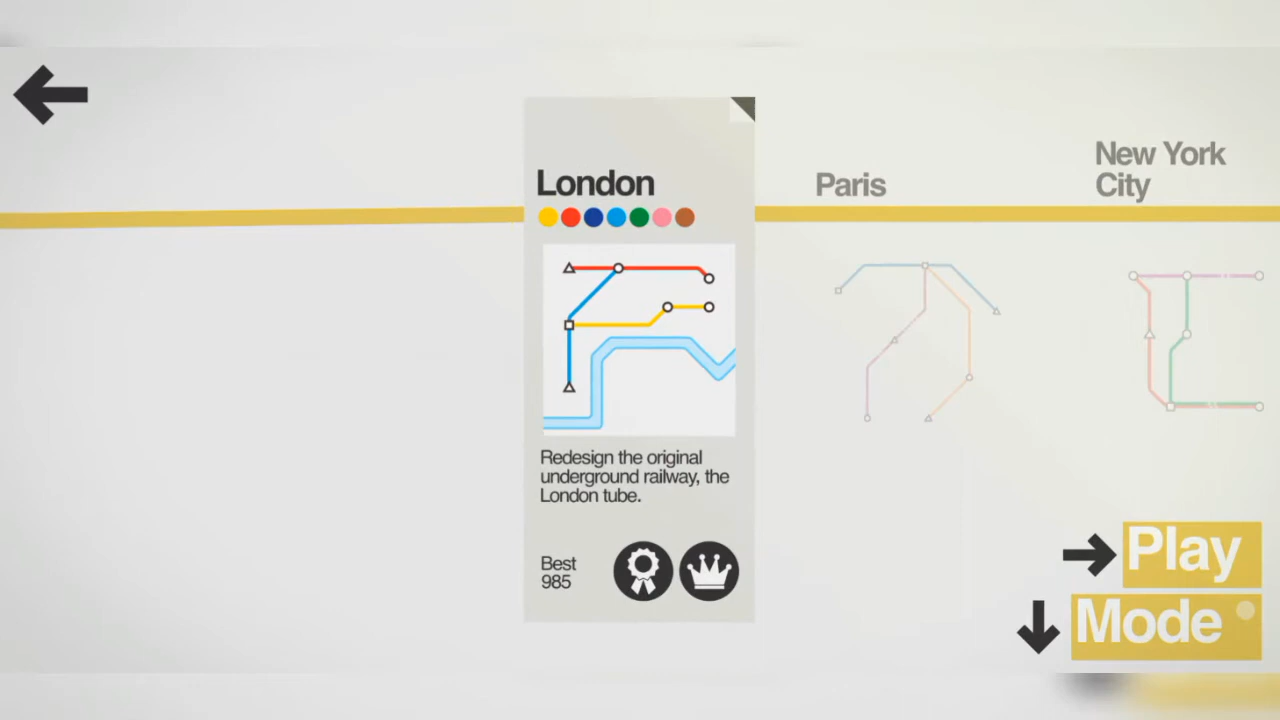 London
Paris
New York
City
Redesign the original
underground railway, the
London tube.
Best
985
Play
Mode